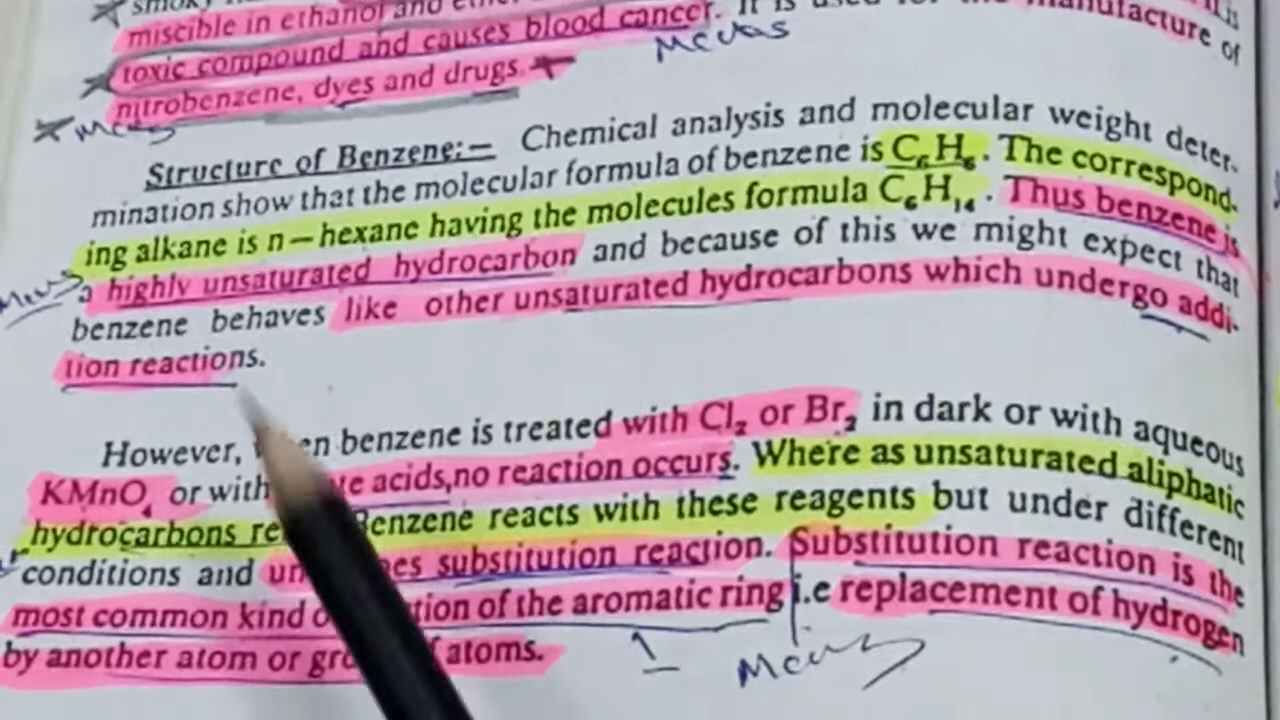 smoky
miscible in ethanol and
toxic compound and causes blood cancer. It is used for the manufacture of
Mcqs
nitrobenzene, dyes and drugs.
Mcqs
Structure of Benzene:— Chemical analysis and molecular weight deter-
mination show that the molecular formula of benzene is C₆H₆. The correspond-
ing alkane is n—hexane having the molecules formula C₆H₁₄. Thus benzene is
a highly unsaturated hydrocarbon and because of this we might expect that
benzene behaves like other unsaturated hydrocarbons which undergo addi-
tion reactions.
However, when benzene is treated with Cl₂ or Br₂ in dark or with aqueous
KMnO₄ or with acids, no reaction occurs. Where as unsaturated aliphatic
hydrocarbons Benzene reacts with these reagents but under different
conditions and substitution reaction. Substitution reaction is the
most common kind of the aromatic ring i.e replacement of hydrogen
by another atom or atoms.
1
Mcqs